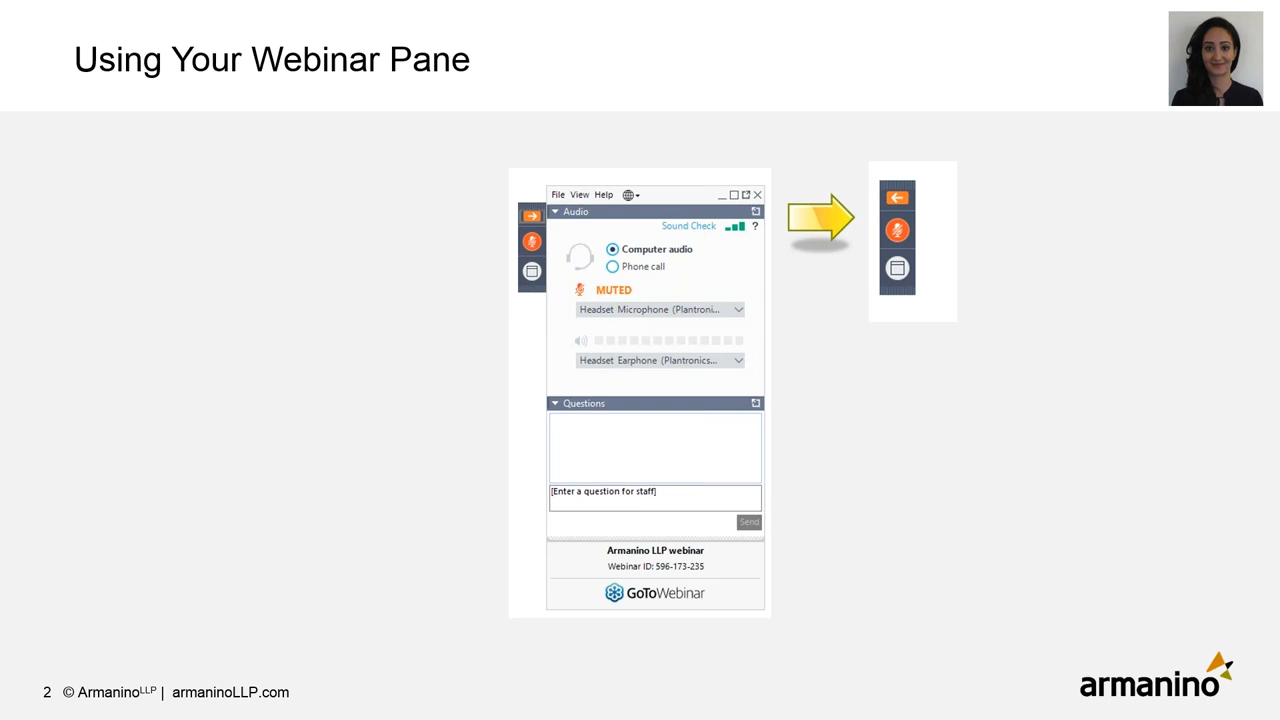 Using Your Webinar Pane
File View Help
Audio
Sound Check ?
Computer audio
Phone call
MUTED
Headset Microphone (Plantroni...
Headset Earphone (Plantronics...
Questions
[Enter a question for staff]
Send
Armanino LLP webinar
Webinar ID: 596-173-235
GoToWebinar
2 © ArmaninoLLP | armaninoLLP.com
armanino